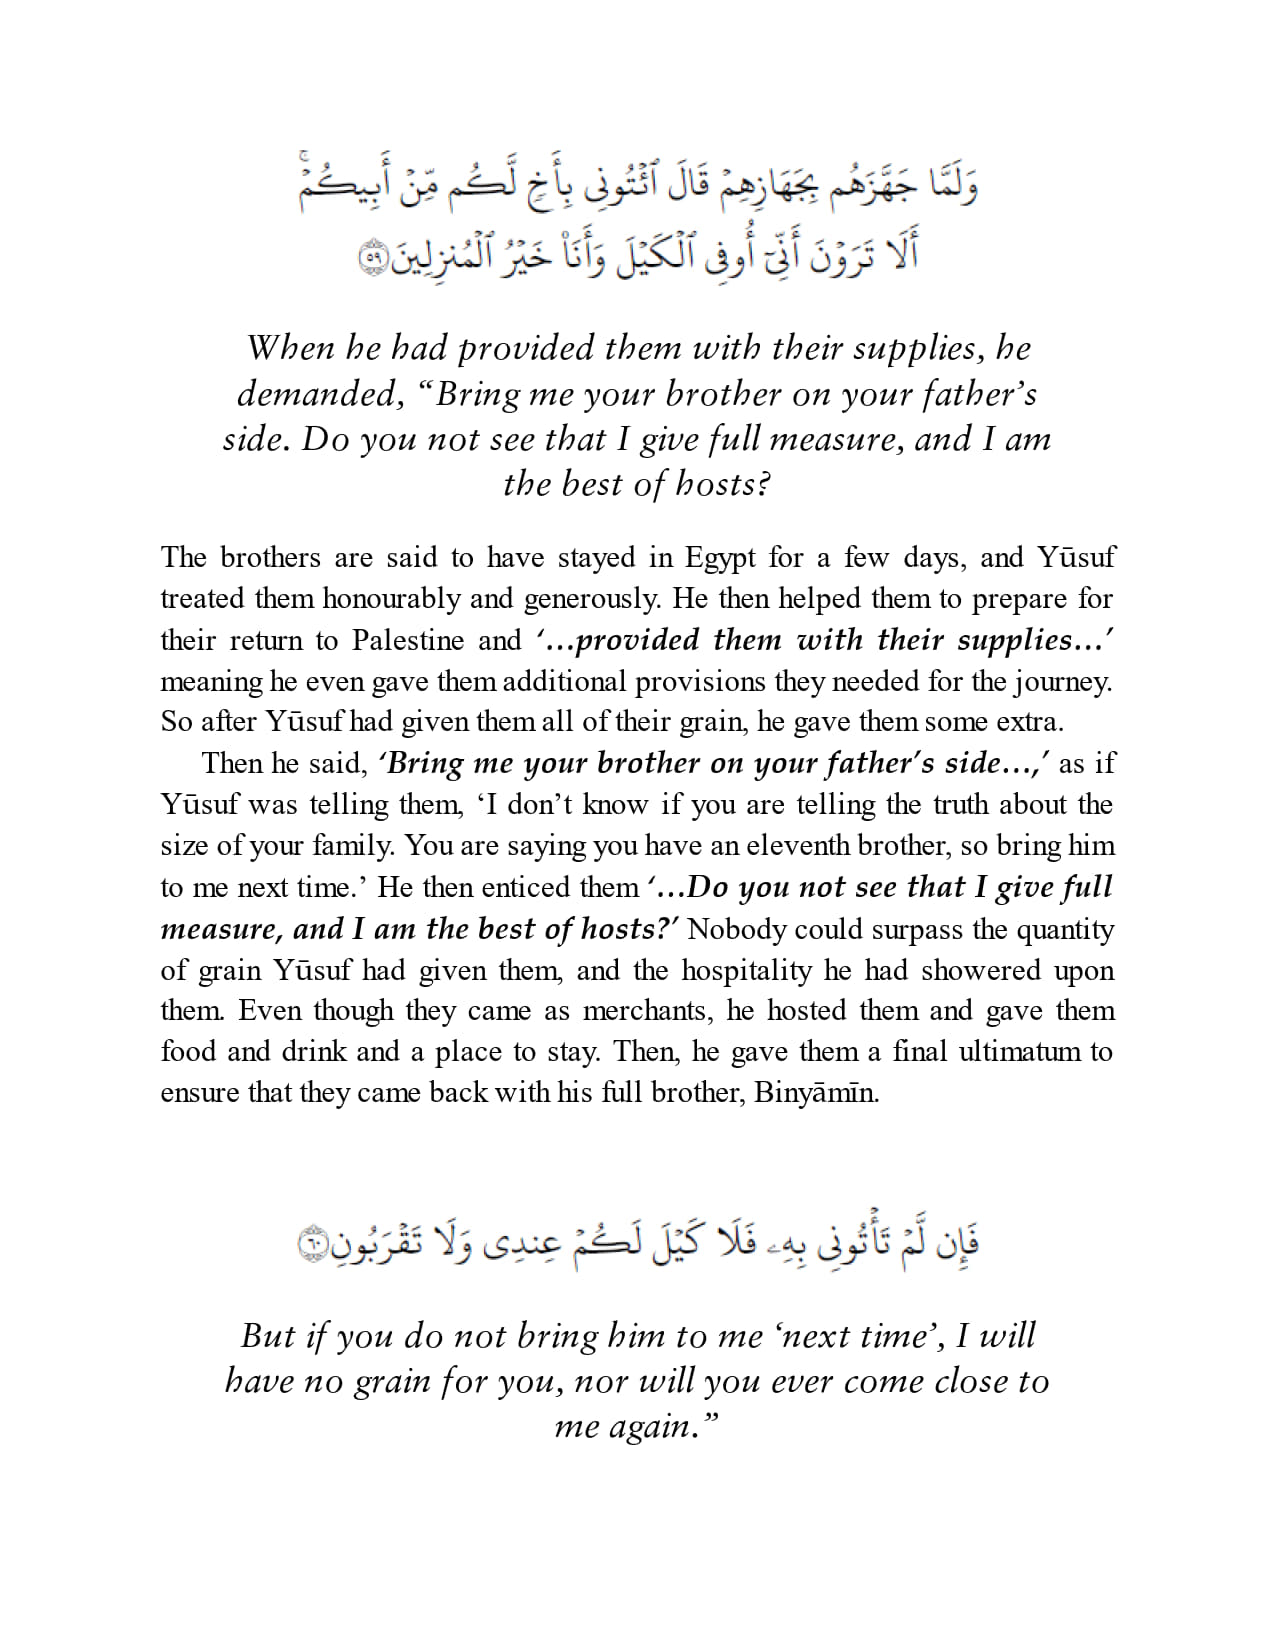 وَلَمَّا جَهَّزَهُم بِجَهَازِهِمْ قَالَ ٱئْتُونِى بِأَخٍ لَّكُم مِّنْ أَبِيكُمْ ۚ
أَلَا تَرَوْنَ أَنِّىٓ أُوفِى ٱلْكَيْلَ وَأَنَا۠ خَيْرُ ٱلْمُنزِلِينَ ٥٩
When he had provided them with their supplies, he
demanded, “Bring me your brother on your father’s
side. Do you not see that I give full measure, and I am
the best of hosts?
The brothers are said to have stayed in Egypt for a few days, and Yūsuf
treated them honourably and generously. He then helped them to prepare for
their return to Palestine and ‘…provided them with their supplies…’
meaning he even gave them additional provisions they needed for the journey.
So after Yūsuf had given them all of their grain, he gave them some extra.
Then he said, ‘Bring me your brother on your father’s side…,’ as if
Yūsuf was telling them, ‘I don’t know if you are telling the truth about the
size of your family. You are saying you have an eleventh brother, so bring him
to me next time.’ He then enticed them ‘…Do you not see that I give full
measure, and I am the best of hosts?’ Nobody could surpass the quantity
of grain Yūsuf had given them, and the hospitality he had showered upon
them. Even though they came as merchants, he hosted them and gave them
food and drink and a place to stay. Then, he gave them a final ultimatum to
ensure that they came back with his full brother, Binyāmīn.
فَإِن لَّمْ تَأْتُونِى بِهِۦ فَلَا كَيْلَ لَكُمْ عِندِى وَلَا تَقْرَبُونِ ٦٠
But if you do not bring him to me ‘next time’, I will
have no grain for you, nor will you ever come close to
me again.”